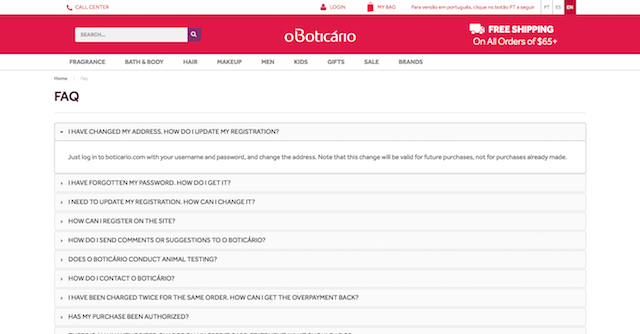 CALL CENTER LOGIN MY BAG Para versão em português, clique no botão PT a seguir PT ES EN
SEARCH... oBoticário FREE SHIPPING
On All Orders of $65+
FRAGRANCE BATH & BODY HAIR MAKEUP MEN KIDS GIFTS SALE BRANDS
Home Faq
FAQ
I HAVE CHANGED MY ADDRESS. HOW DO I UPDATE MY REGISTRATION?
Just log in to boticario.com with your username and password, and change the address. Note that this change will be valid for future purchases, not for purchases already made.
I HAVE FORGOTTEN MY PASSWORD. HOW DO I GET IT?
I NEED TO UPDATE MY REGISTRATION. HOW CAN I CHANGE IT?
HOW CAN I REGISTER ON THE SITE?
HOW DO I SEND COMMENTS OR SUGGESTIONS TO O BOTICÁRIO?
DOES O BOTICÁRIO CONDUCT ANIMAL TESTING?
HOW DO I CONTACT O BOTICÁRIO?
I HAVE BEEN CHARGED TWICE FOR THE SAME ORDER. HOW CAN I GET THE OVERPAYMENT BACK?
HAS MY PURCHASE BEEN AUTHORIZED?